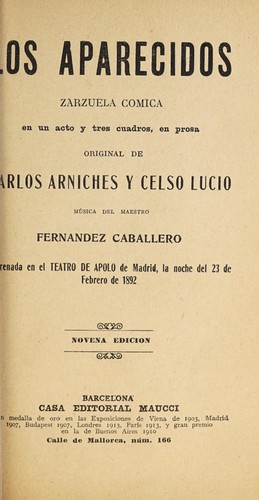 LOS APARECIDOS
ZARZUELA COMICA
en un acto y tres cuadros, en prosa
ORIGINAL DE
ARLOS ARNICHES Y CELSO LUCIO
MÚSICA DEL MAESTRO
FERNANDEZ CABALLERO
renada en el TEATRO DE APOLO de Madrid, la noche del 23 de
Febrero de 1892
NOVENA EDICION
BARCELONA
CASA EDITORIAL MAUCCI
n medalla de oro en las Exposiciones de Viena de 1903, Madrid
1907, Budapest 1907, Londres 1913, París 1913, y gran premio
en la de Buenos Aires 1910
Calle de Mallorca, núm. 166